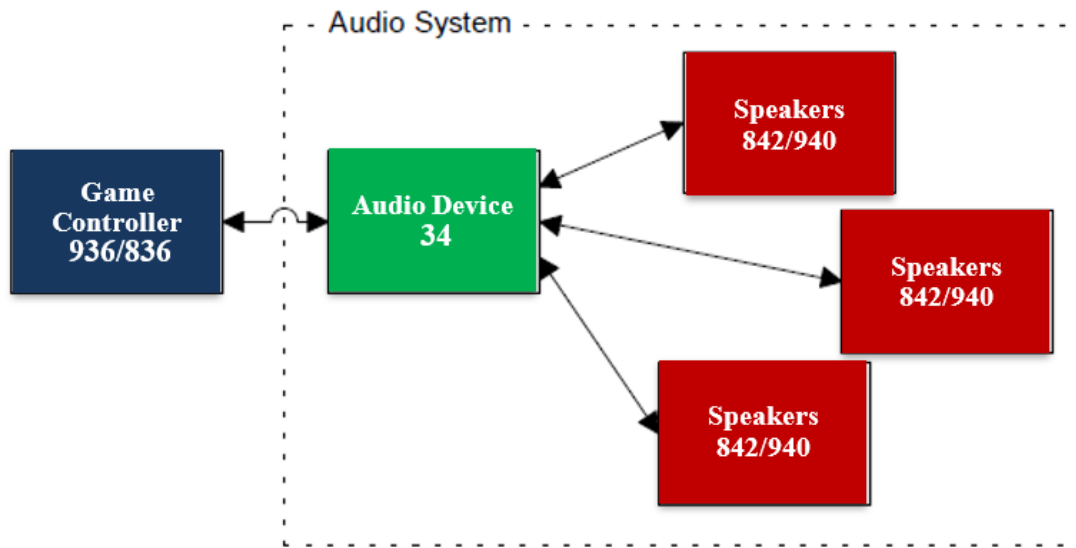 Audio System
Game
Controller
936/836
Audio Device
34
Speakers
842/940
Speakers
842/940
Speakers
842/940